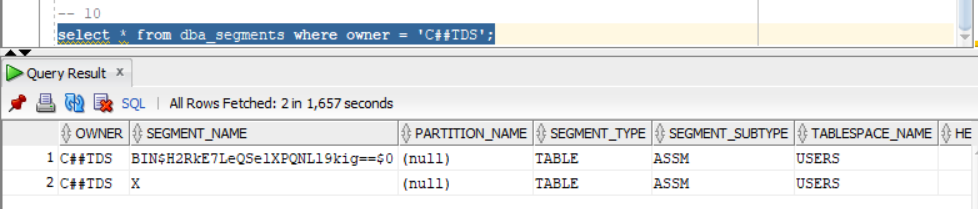 -- 10
select * from dba_segments where owner = 'C##TDS';
Query Result x
SQL | All Rows Fetched: 2 in 1,657 seconds
OWNER SEGMENT_NAME PARTITION_NAME SEGMENT_TYPE SEGMENT_SUBTYPE TABLESPACE_NAME HE
1 C##TDS BIN$H2RkE7LeQSelXPQNLl9kig==$0 (null) TABLE ASSM USERS
2 C##TDS X (null) TABLE ASSM USERS